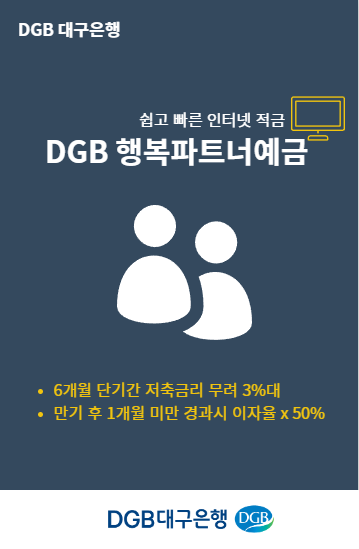 DGB 대구은행
쉽고 빠른 인터넷 적금
DGB 행복파트너예금
• 6개월 단기간 저축금리 무려 3%대
• 만기 후 1개월 미만 경과시 이자율 x 50%
DGB대구은행 DGB